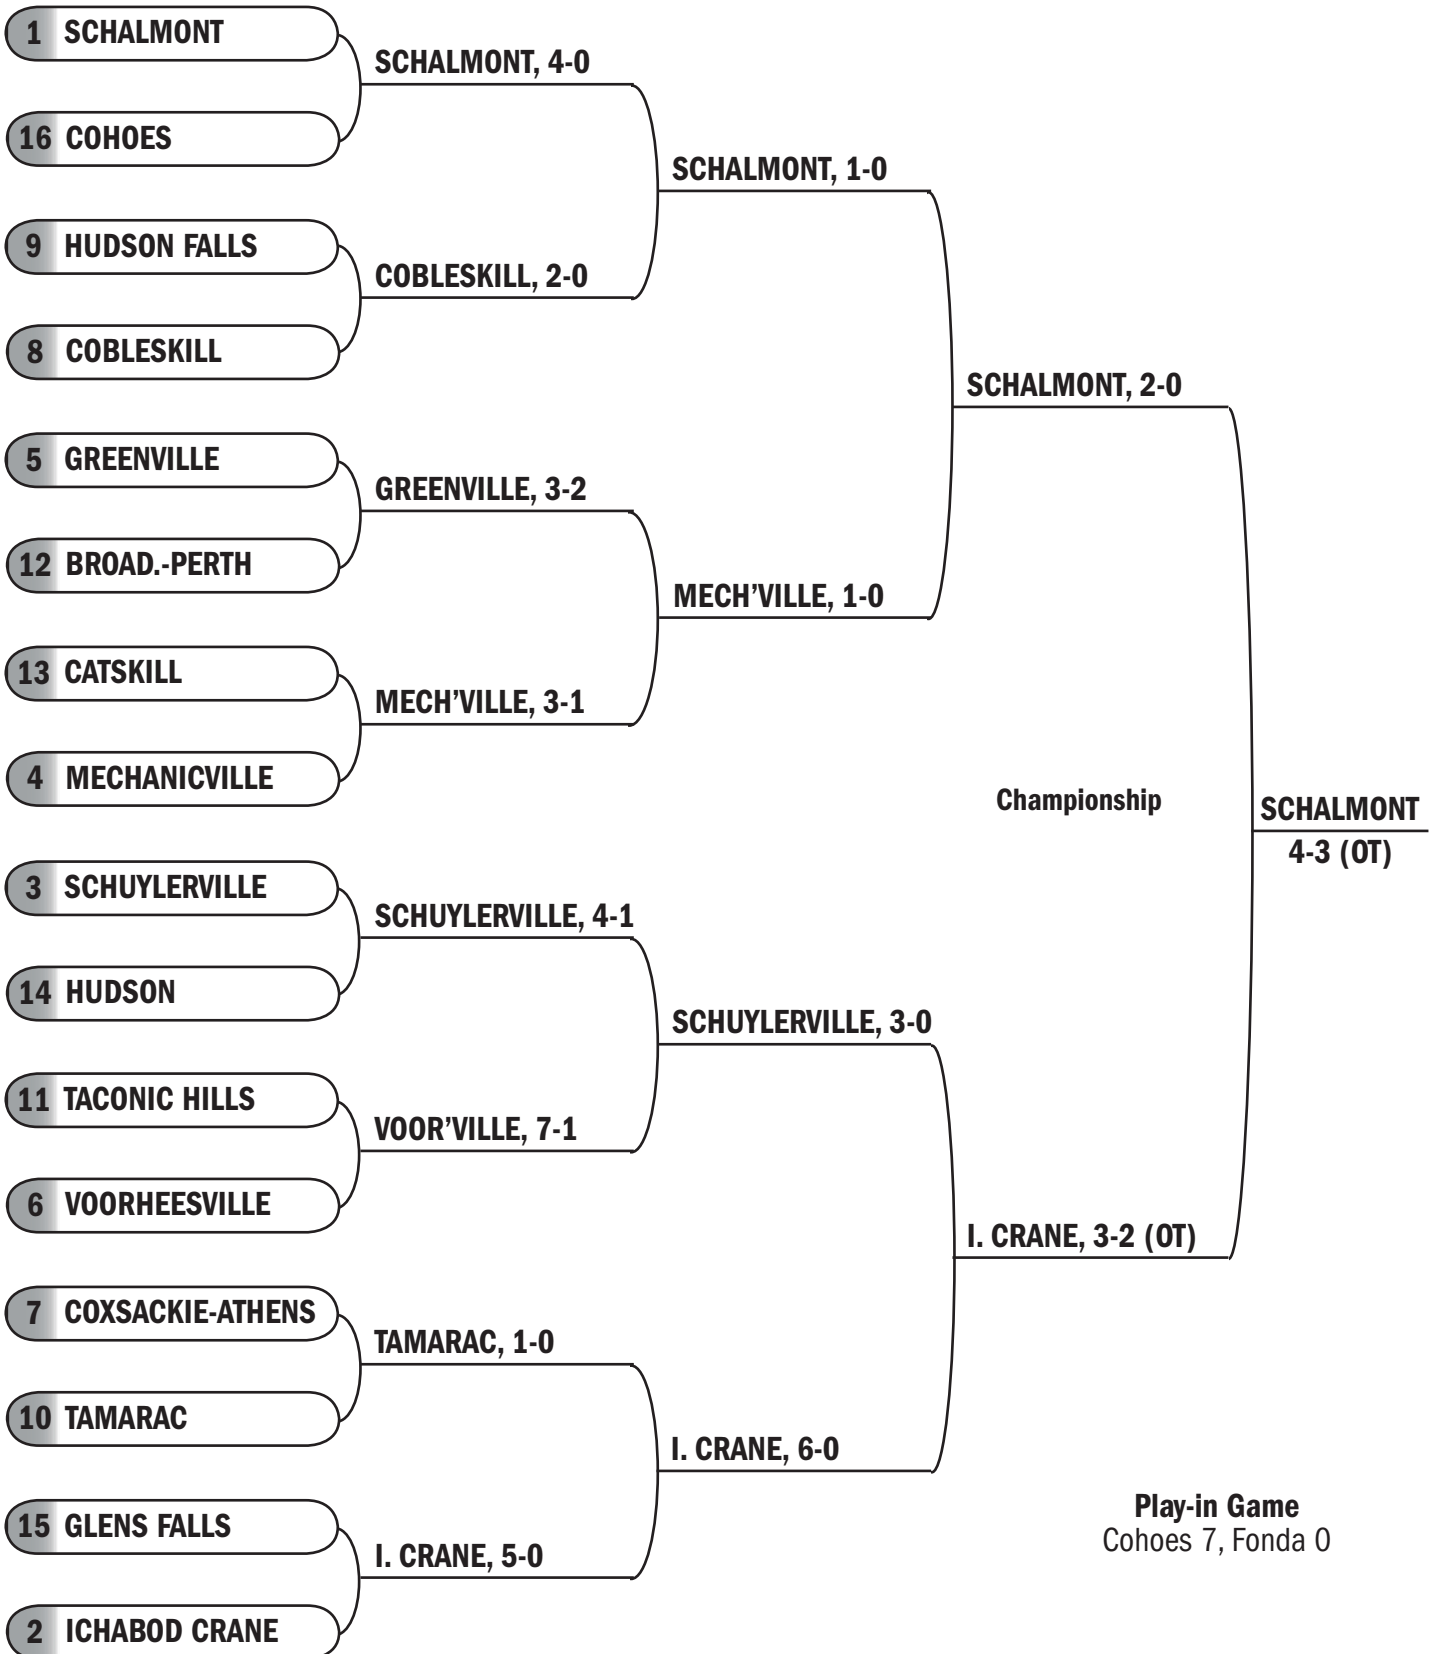 1 SCHALMONT
SCHALMONT, 4-0
16 COHOES
SCHALMONT, 1-0
9 HUDSON FALLS
COBLESKILL, 2-0
8 COBLESKILL
SCHALMONT, 2-0
5 GREENVILLE
GREENVILLE, 3-2
12 BROAD.-PERTH
MECH’VILLE, 1-0
13 CATSKILL
MECH’VILLE, 3-1
4 MECHANICVILLE
Championship
SCHALMONT
4-3 (OT)
3 SCHUYLERVILLE
SCHUYLERVILLE, 4-1
14 HUDSON
SCHUYLERVILLE, 3-0
11 TACONIC HILLS
VOOR’VILLE, 7-1
6 VOORHEESVILLE
I. CRANE, 3-2 (OT)
7 COXSACKIE-ATHENS
TAMARAC, 1-0
10 TAMARAC
I. CRANE, 6-0
15 GLENS FALLS
I. CRANE, 5-0
2 ICHABOD CRANE
Play-in Game
Cohoes 7, Fonda 0